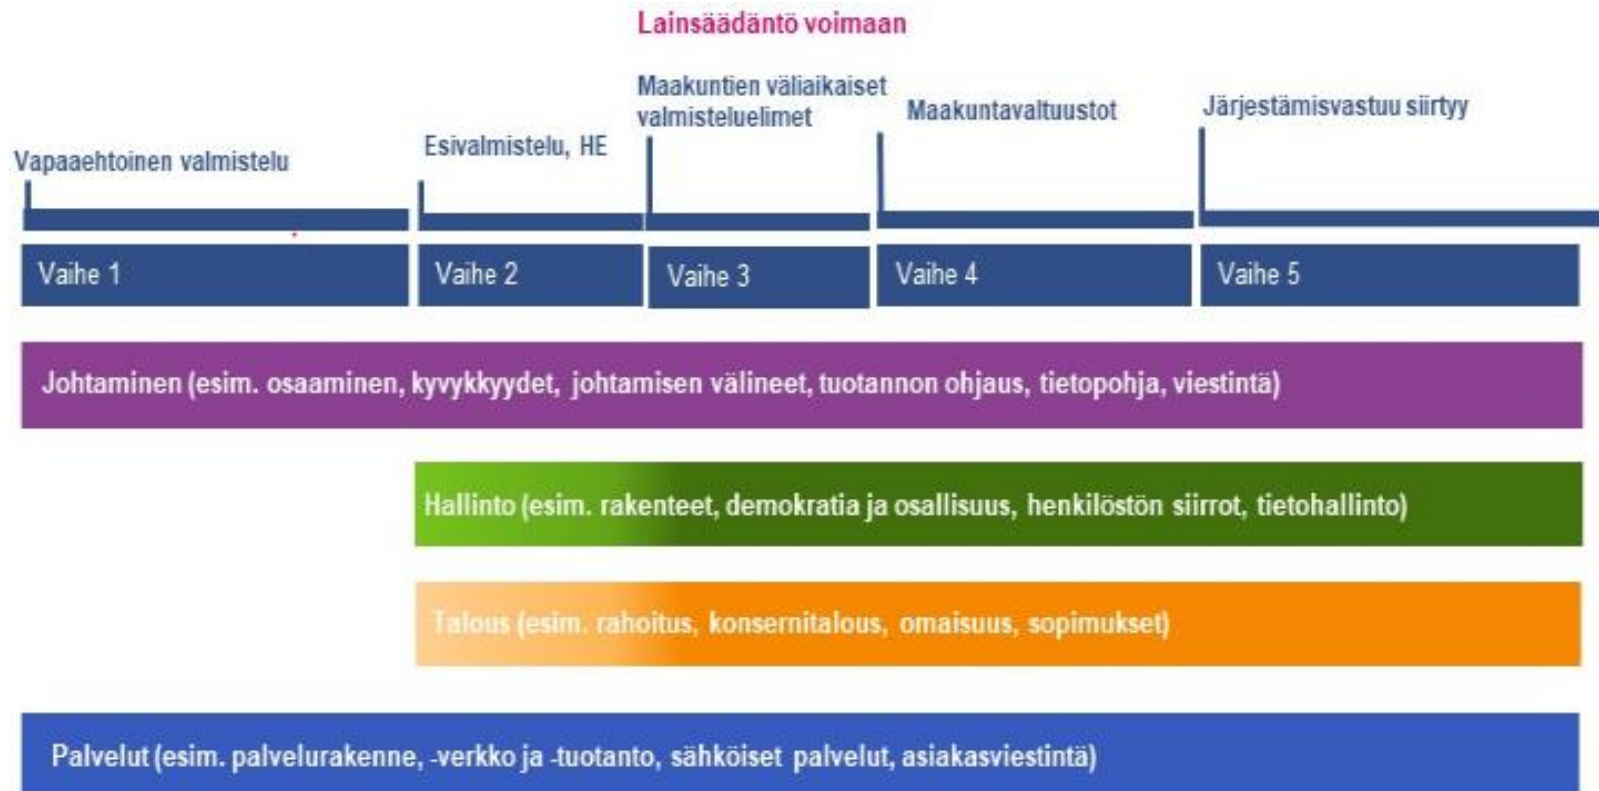 Lainsäädäntö voimaan
Maakuntien väliaikaiset
valmisteluelimet
Maakuntavaltuustot
Järjestämisvastuu siirtyy
Esivalmistelu, HE
Vapaaehtoinen valmistelu
Vaihe 1
Vaihe 2
Vaihe 3
Vaihe 4
Vaihe 5
Johtaminen (esim. osaaminen, kyvykkyydet, johtamisen välineet, tuotannon ohjaus, tietopohja, viestintä)
Hallinto (esim. rakenteet, demokratia ja osallisuus, henkilöstön siirrot, tietohallinto)
Talous (esim. rahoitus, konsernitalous, omaisuus, sopimukset)
Palvelut (esim. palvelurakenne, -verkko ja -tuotanto, sähköiset palvelut, asiakasviestintä)